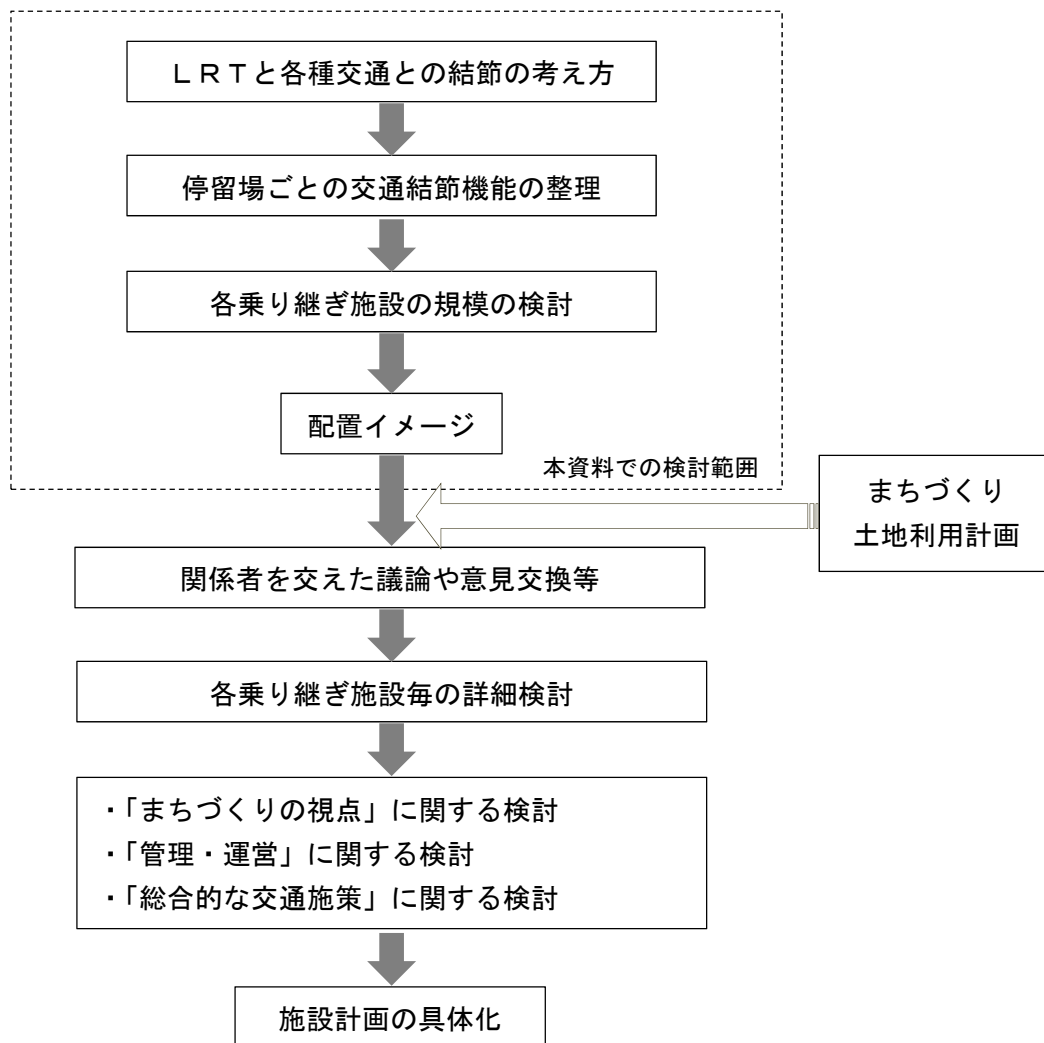 ＬＲＴと各種交通との結節の考え方
停留場ごとの交通結節機能の整理
各乗り継ぎ施設の規模の検討
配置イメージ
本資料での検討範囲
まちづくり
土地利用計画
関係者を交えた議論や意見交換等
各乗り継ぎ施設毎の詳細検討
・「まちづくりの視点」に関する検討
・「管理・運営」に関する検討
・「総合的な交通施策」に関する検討
施設計画の具体化